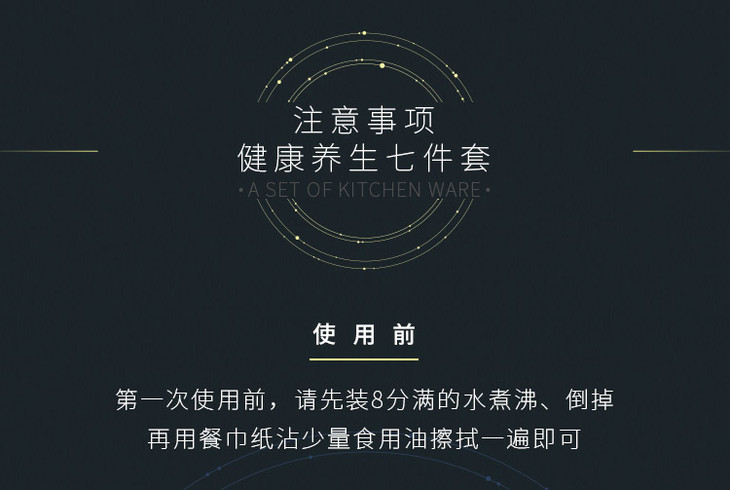 注意事项
健康养生七件套
•A SET OF KITCHEN WARE•
使用前
第一次使用前，请先装8分满的水煮沸、倒掉
再用餐巾纸沾少量食用油擦拭一遍即可